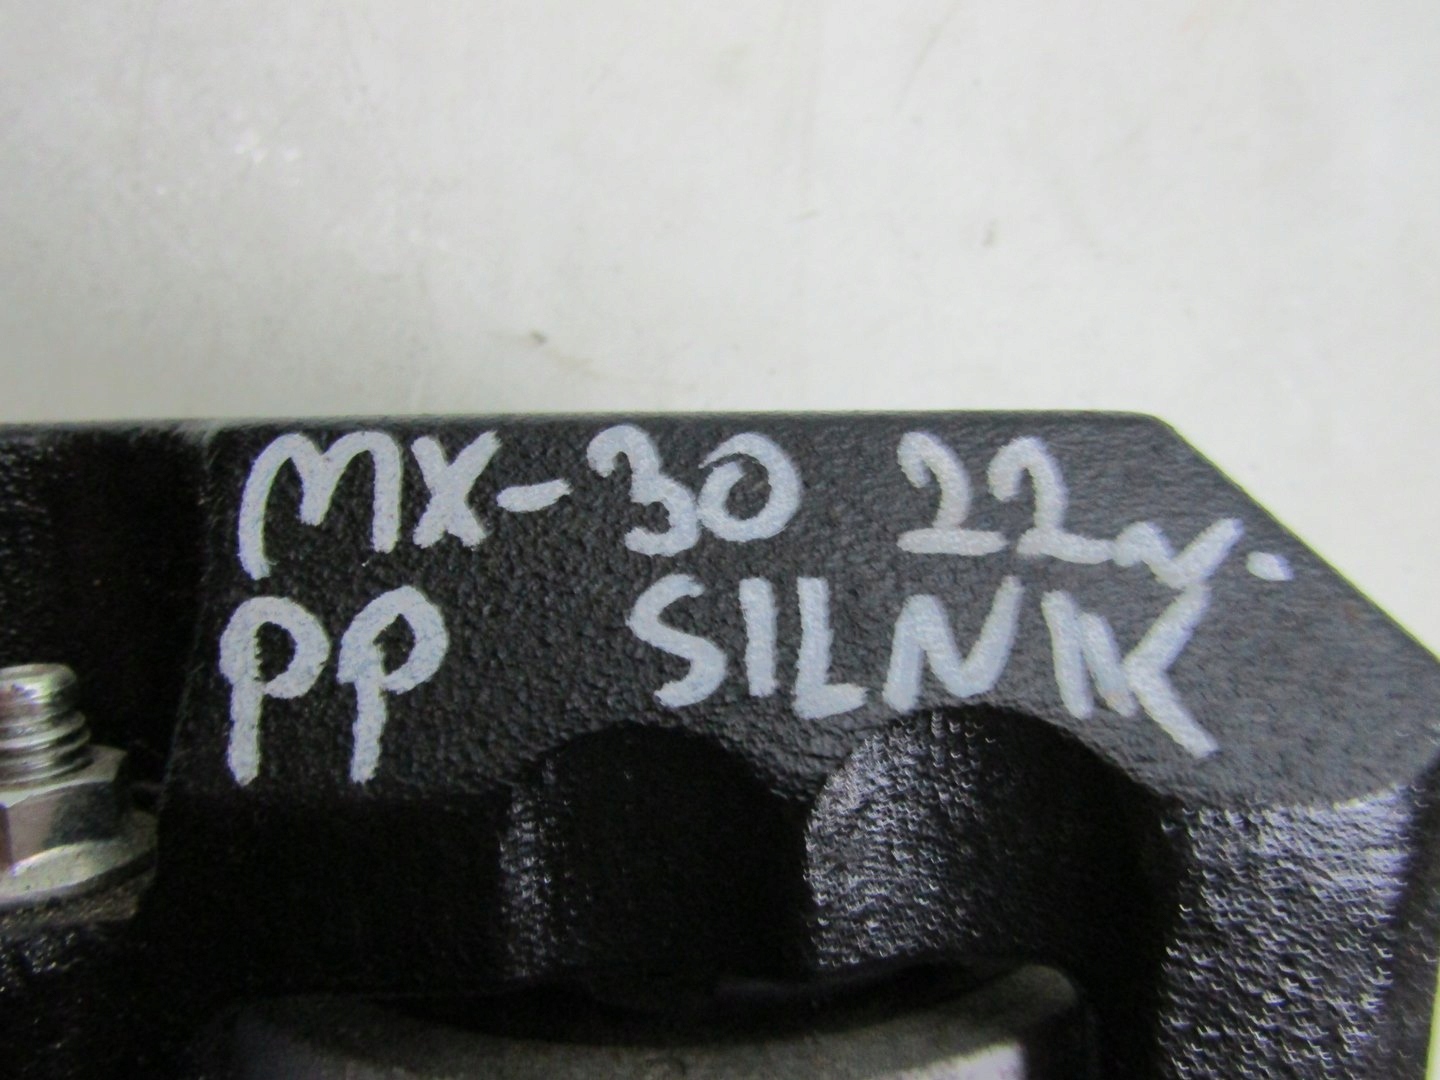 MX-30 22r.
PP SILNIK